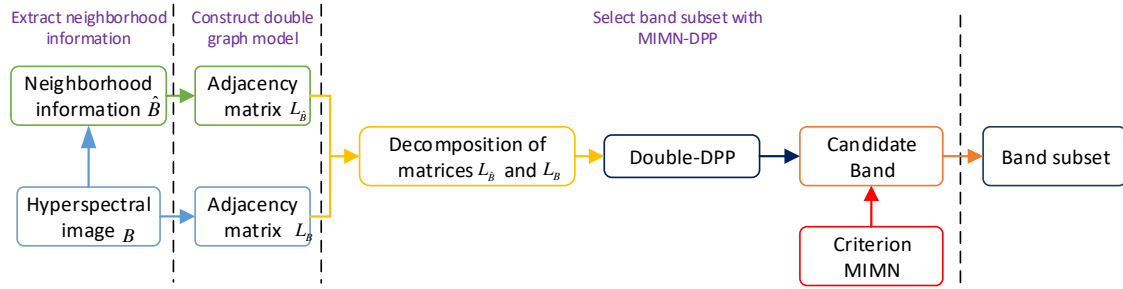 Extract neighborhood
information
Construct double
graph model
Select band subset with
MIMN-DPP
Neighborhood
information B̂
Adjacency
matrix L_B̂
Decomposition of
matrices L_B̂ and L_B
Double-DPP
Candidate
Band
Band subset
Hyperspectral
image B
Adjacency
matrix L_B
Criterion
MIMN